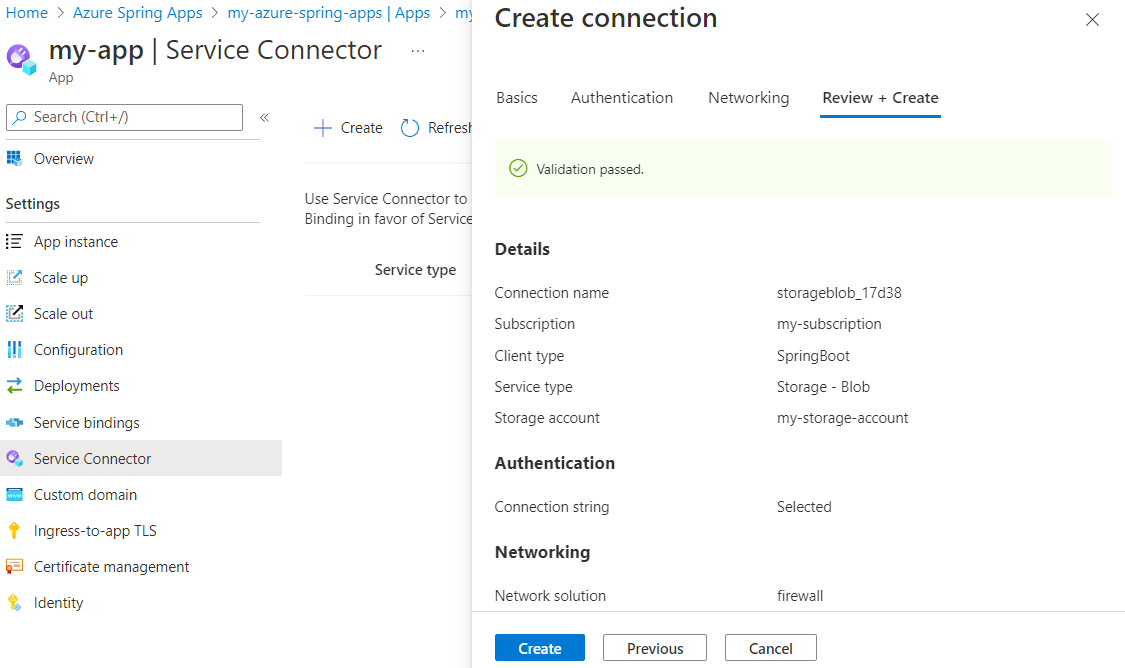 Home > Azure Spring Apps > my-azure-spring-apps | Apps > my
my-app | Service Connector ...
App
Search (Ctrl+/)
«
Overview
Settings
App instance
Scale up
Scale out
Configuration
Deployments
Service bindings
Service Connector
Custom domain
Ingress-to-app TLS
Certificate management
Identity
Create Refresh
Use Service Connector to
Binding in favor of Service
Service type
Create connection
Basics Authentication Networking Review + Create
Validation passed.
Details
Connection name storageblob_17d38
Subscription my-subscription
Client type SpringBoot
Service type Storage - Blob
Storage account my-storage-account
Authentication
Connection string Selected
Networking
Network solution firewall
Create Previous Cancel